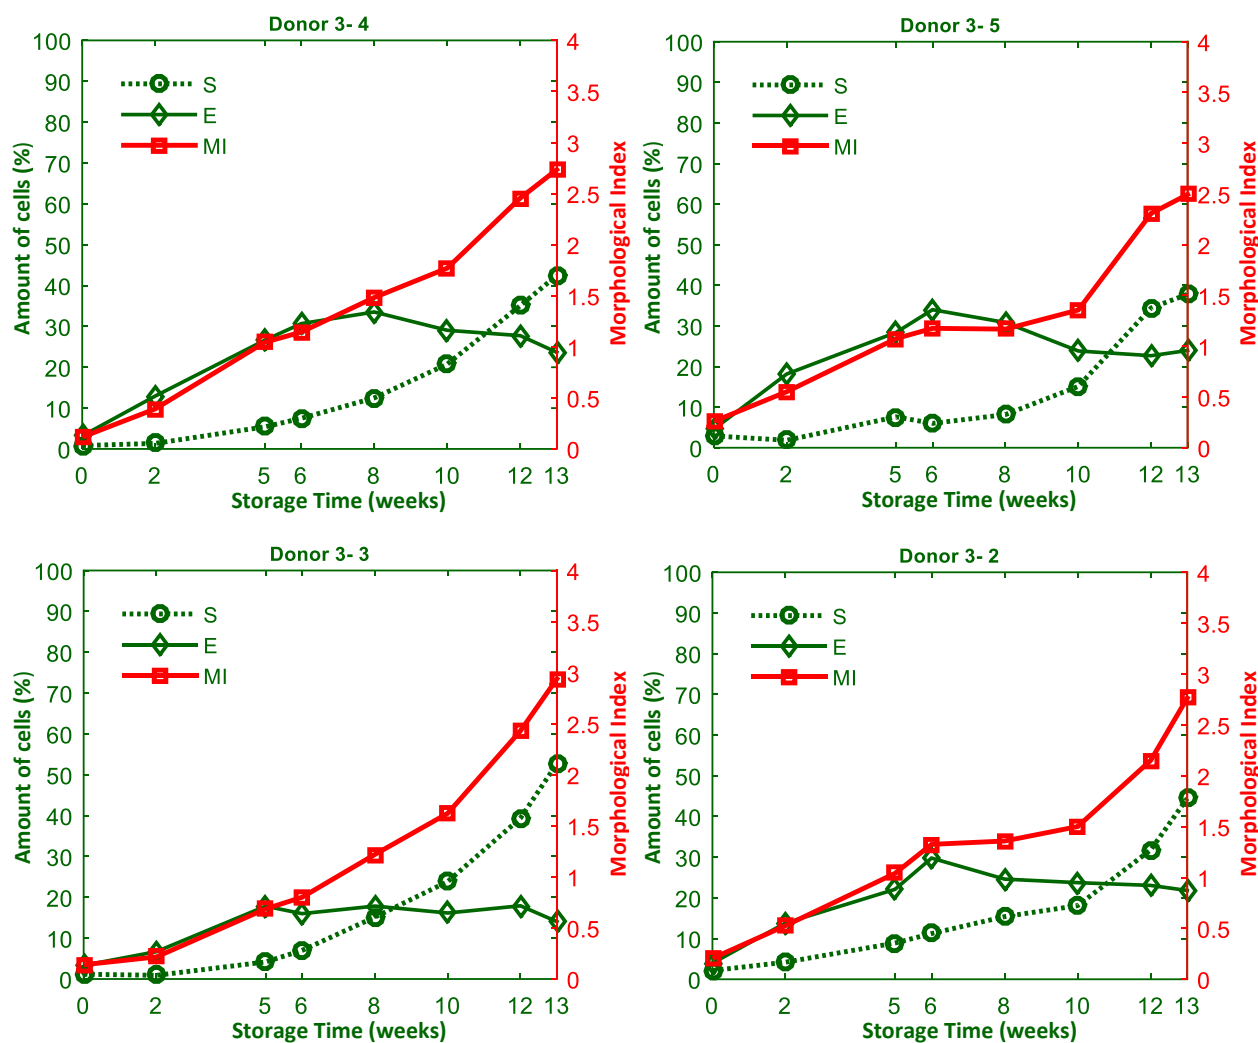 Donor 3- 4
100
90
80
70
60
50
40
30
20
10
0
Amount of cells (%)
S
E
MI
4
3.5
3
2.5
2
1.5
1
0.5
0
Morphological Index
0 2 5 6 8 10 12 13
Storage Time (weeks)
Donor 3- 5
100
90
80
70
60
50
40
30
20
10
0
Amount of cells (%)
S
E
MI
4
3.5
3
2.5
2
1.5
1
0.5
0
Morphological Index
0 2 5 6 8 10 12 13
Storage Time (weeks)
Donor 3- 3
100
90
80
70
60
50
40
30
20
10
0
Amount of cells (%)
S
E
MI
4
3.5
3
2.5
2
1.5
1
0.5
0
Morphological Index
0 2 5 6 8 10 12 13
Storage Time (weeks)
Donor 3- 2
100
90
80
70
60
50
40
30
20
10
0
Amount of cells (%)
S
E
MI
4
3.5
3
2.5
2
1.5
1
0.5
0
Morphological Index
0 2 5 6 8 10 12 13
Storage Time (weeks)